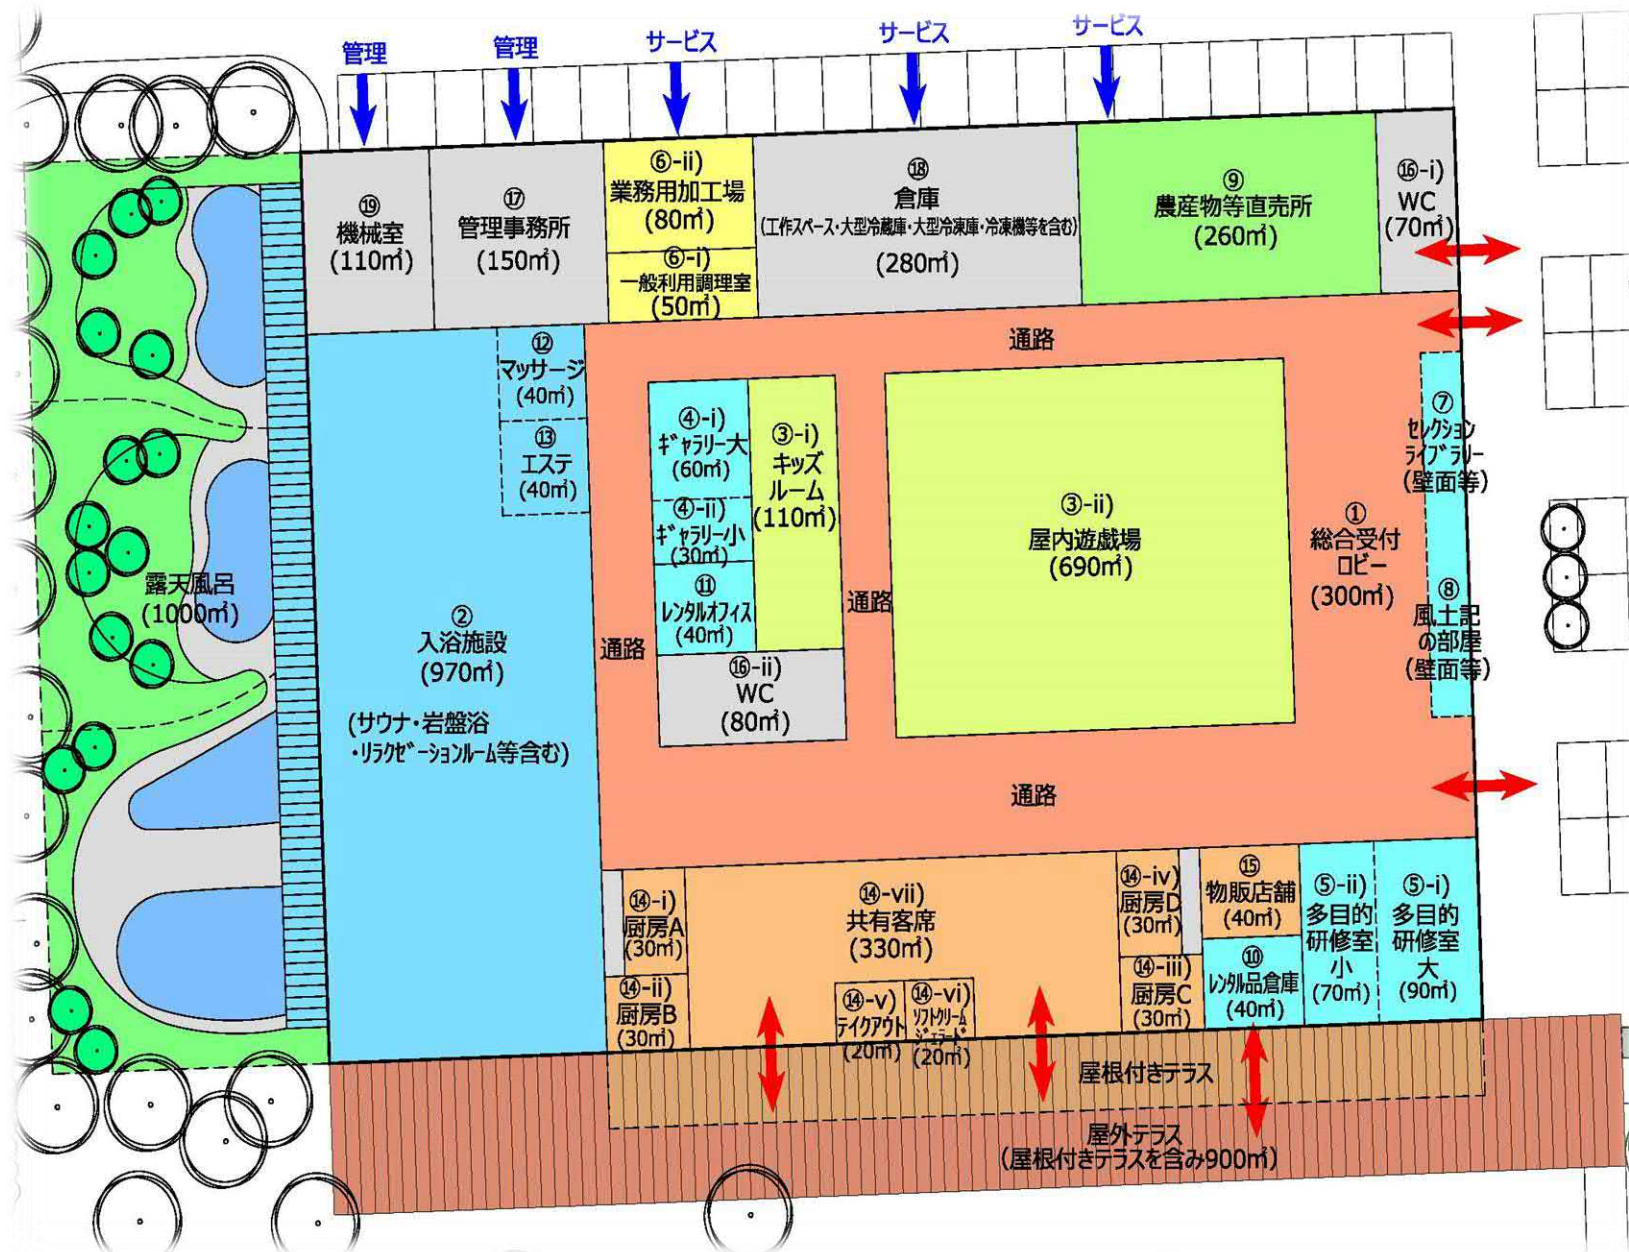 管理
管理
サービス
サービス
サービス
⑲
機械室
(110㎡)
⑰
管理事務所
(150㎡)
⑥-ii)
業務用加工場
(80㎡)
⑥-i)
一般利用調理室
(50㎡)
⑱
倉庫
(工作スペース・大型冷蔵庫・大型冷凍庫・冷凍機等を含む)
(280㎡)
⑨
農産物等直売所
(260㎡)
⑯-i)
WC
(70㎡)
通路
⑫
マッサージ
(40㎡)
⑬
エステ
(40㎡)
④-i)
ギャラリー大
(60㎡)
④-ii)
ギャラリー小
(30㎡)
⑪
レンタルオフィス
(40㎡)
③-i)
キッズ
ルーム
(110㎡)
⑯-ii)
WC
(80㎡)
③-ii)
屋内遊戯場
(690㎡)
①
総合受付
ロビー
(300㎡)
⑦
セレクション
ライブラリー
(壁面等)
⑧
風土記
の部屋
(壁面等)
露天風呂
(1000㎡)
②
入浴施設
(970㎡)
(サウナ・岩盤浴
・リラクゼーションルーム等含む)
通路
通路
通路
⑭-i)
厨房A
(30㎡)
⑭-ii)
厨房B
(30㎡)
⑭-vii)
共有客席
(330㎡)
⑭-v)
テイクアウト
(20㎡)
⑭-vi)
ソフトクリーム
ジェラード
(20㎡)
⑭-iv)
厨房D
(30㎡)
⑭-iii)
厨房C
(30㎡)
⑮
物販店舗
(40㎡)
⑩
レンタル品倉庫
(40㎡)
⑤-ii)
多目的
研修室
小
(70㎡)
⑤-i)
多目的
研修室
大
(90㎡)
屋根付きテラス
屋外テラス
(屋根付きテラスを含み900㎡)